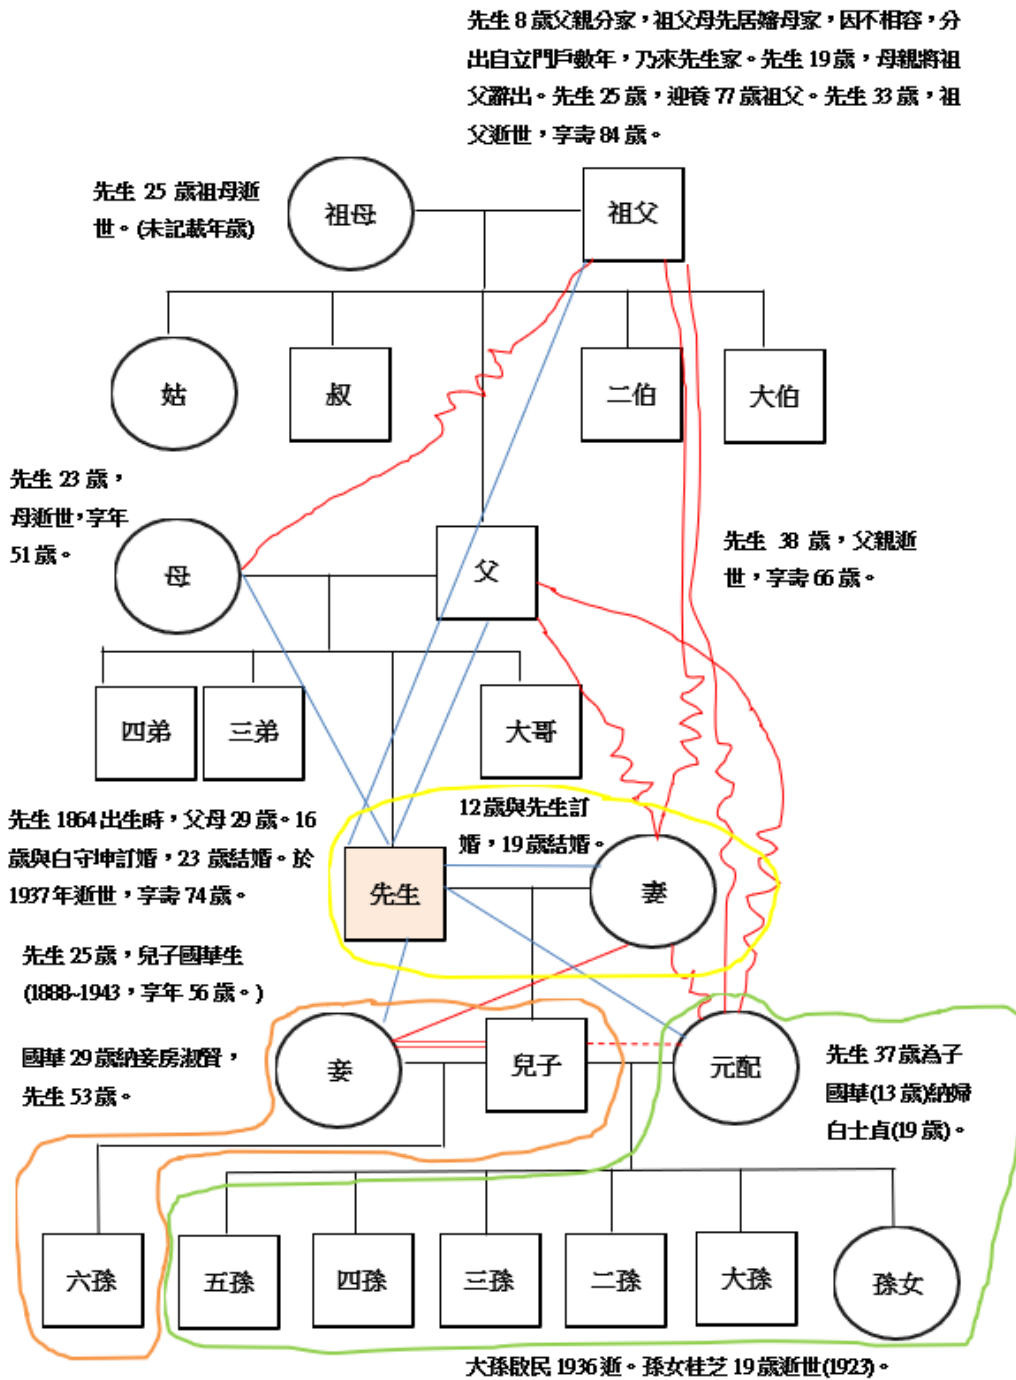 先生 8 歲父親分家，祖父母先居嬸母家，因不相容，分
出自立門戶數年，乃來先生家。先生 19 歲，母親將祖
父辭出。先生 25 歲，迎養 77 歲祖父。先生 33 歲，祖
父逝世，享壽 84 歲。
先生 25 歲祖母逝
世。(未記載年歲)
祖母
祖父
姑
叔
二伯
大伯
先生 23 歲，
母逝世，享年
51 歲。
母
父
先生 38 歲，父親逝
世，享壽 66 歲。
四弟
三弟
大哥
先生 1864 出生時，父母 29 歲。16
歲與白守坤訂婚，23 歲結婚。於
1937 年逝世，享壽 74 歲。
12 歲與先生訂
婚，19 歲結婚。
先生
妻
先生 25 歲，兒子國華生
(1888~1943，享年 56 歲。)
國華 29 歲納妾房淑賢，
先生 53 歲。
妾
兒子
元配
先生 37 歲為子
國華(13 歲)納婦
白士貞(19 歲)。
六孫
五孫
四孫
三孫
二孫
大孫
孫女
大孫啟民 1936 逝。孫女桂芝 19 歲逝世(1923)。